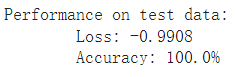 Performance on test data:
Loss: -0.9908
Accuracy: 100.0%